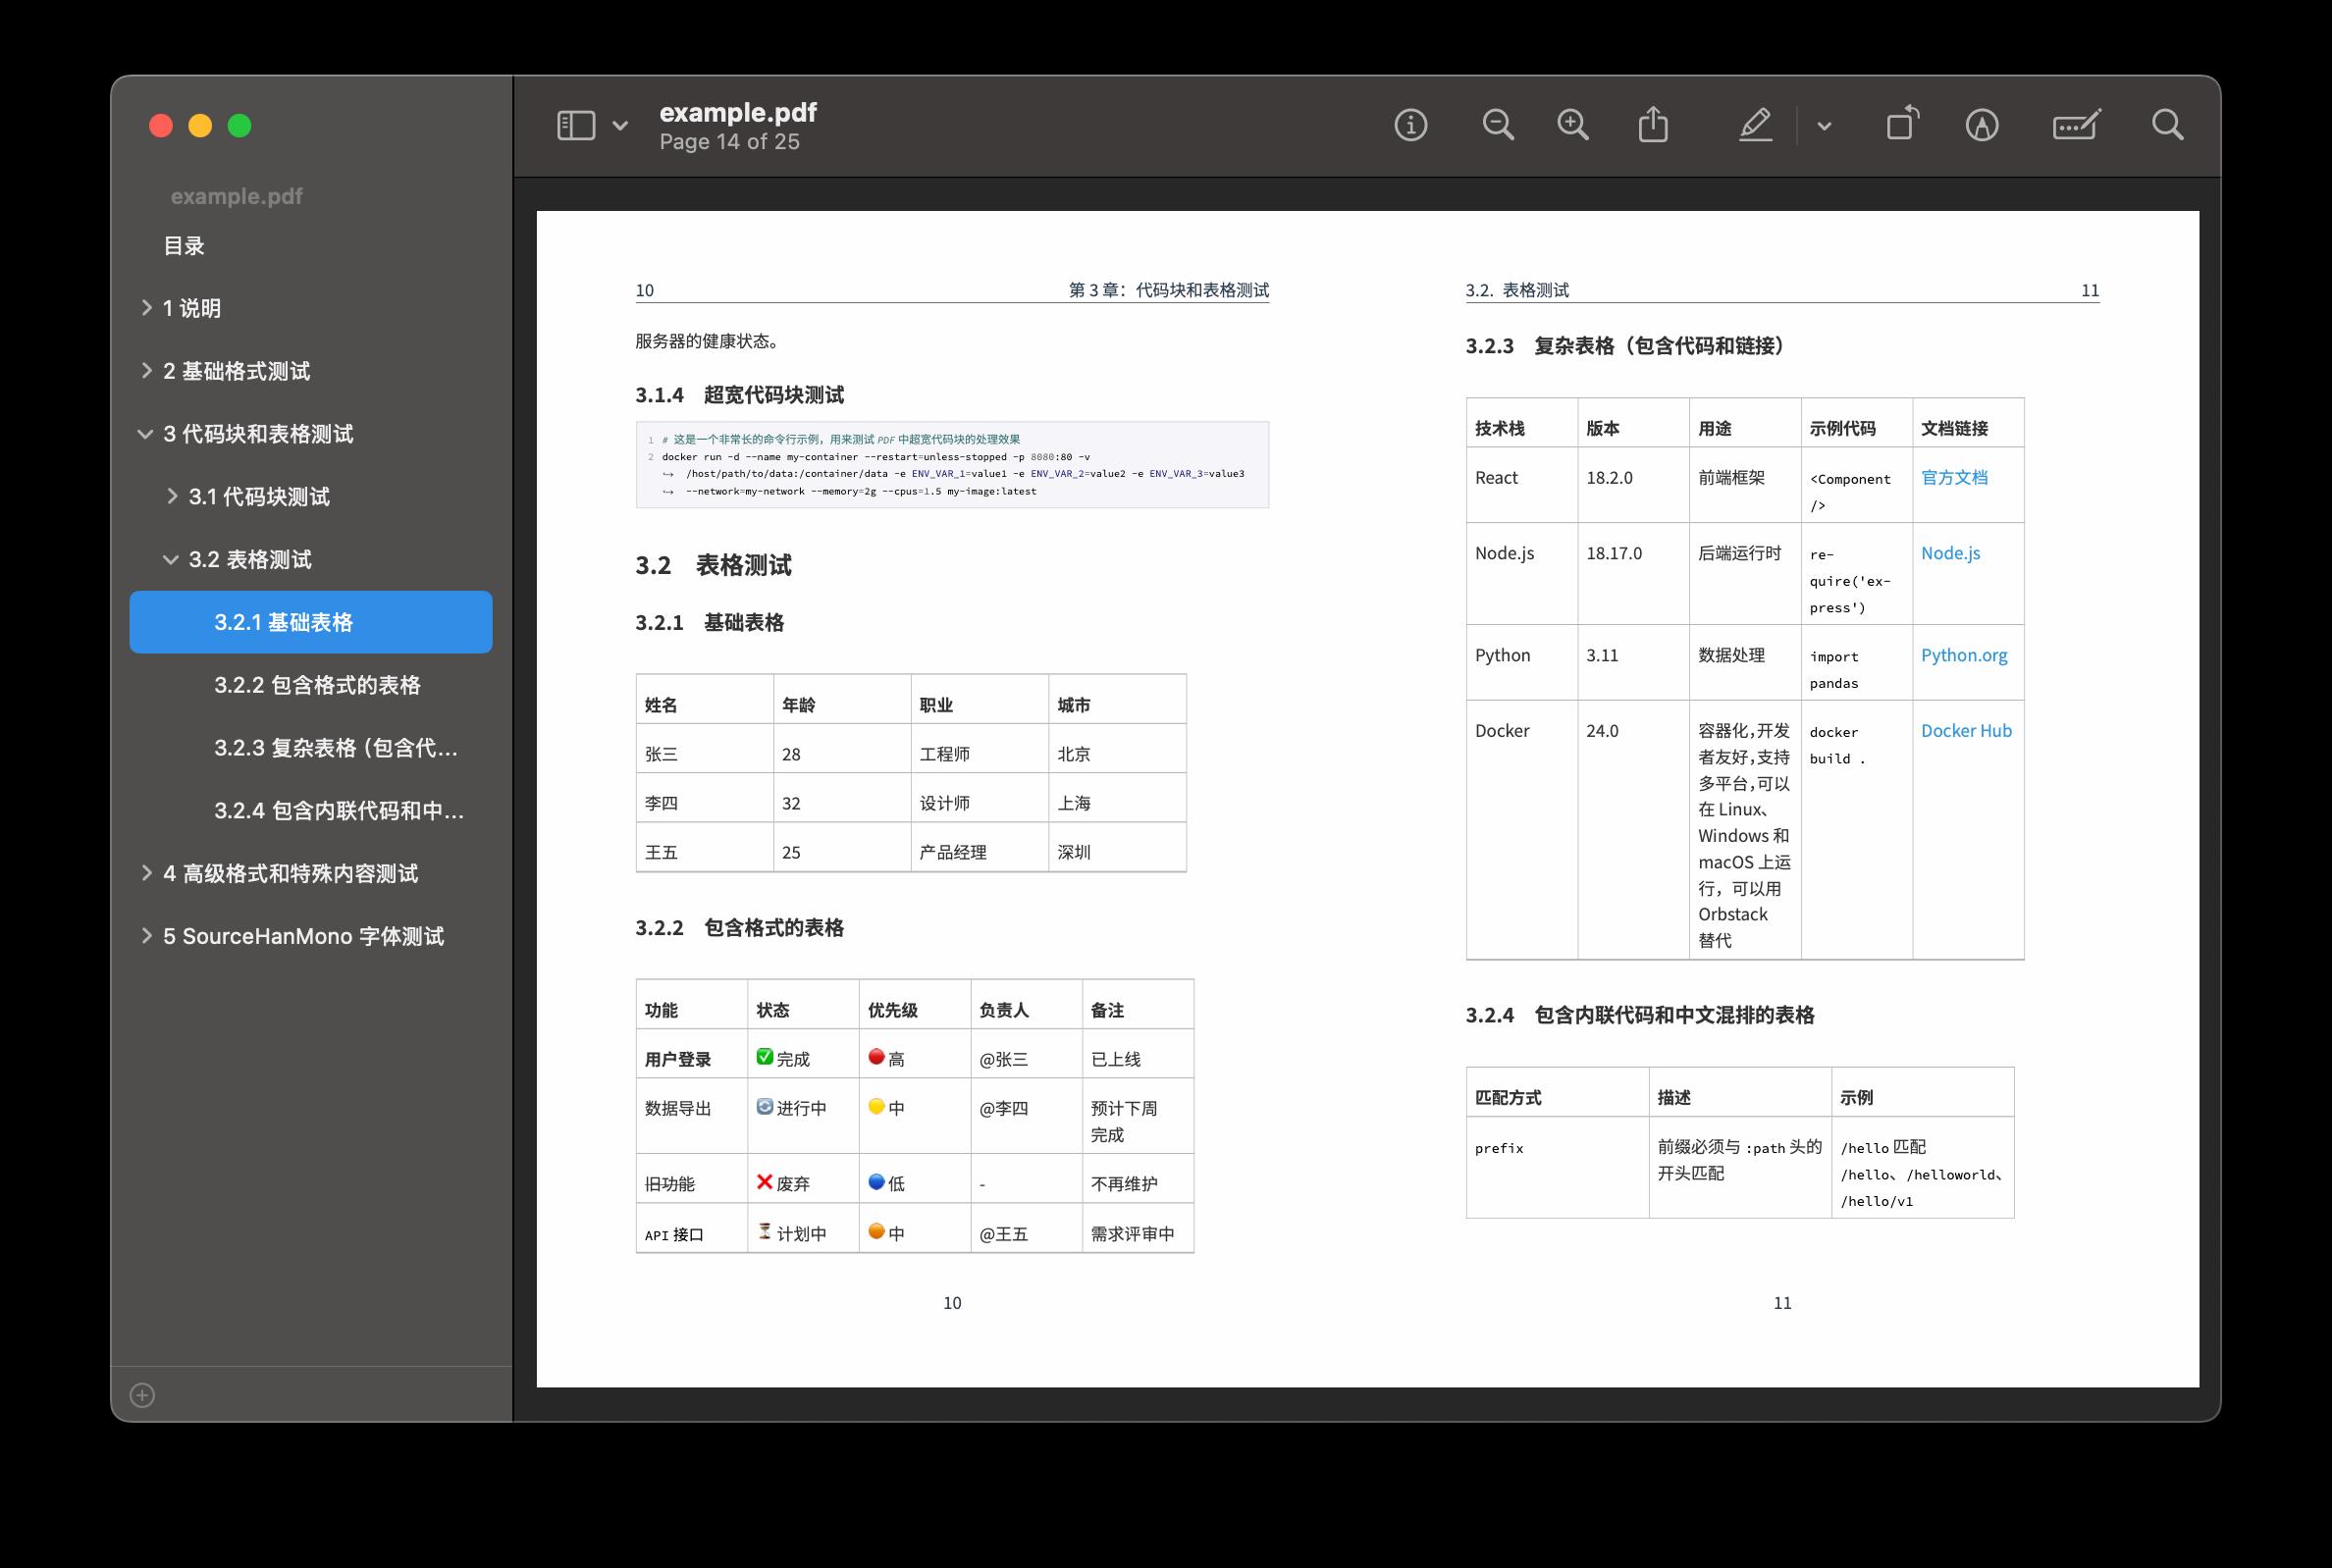 example.pdf
目录
1 说明
2 基础格式测试
3 代码块和表格测试
3.1 代码块测试
3.2 表格测试
3.2.1 基础表格
3.2.2 包含格式的表格
3.2.3 复杂表格（包含代…
3.2.4 包含内联代码和中…
4 高级格式和特殊内容测试
5 SourceHanMono 字体测试
example.pdf
Page 14 of 25
10 第 3 章：代码块和表格测试
服务器的健康状态。
3.1.4 超宽代码块测试
1 # 这是一个非常长的命令行示例，用来测试 PDF 中超宽代码块的处理效果
2 docker run -d --name my-container --restart=unless-stopped -p 8080:80 -v
↪ /host/path/to/data:/container/data -e ENV_VAR_1=value1 -e ENV_VAR_2=value2 -e ENV_VAR_3=value3
↪ --network=my-network --memory=2g --cpus=1.5 my-image:latest
3.2 表格测试
3.2.1 基础表格
姓名 年龄 职业 城市
张三 28 工程师 北京
李四 32 设计师 上海
王五 25 产品经理 深圳
3.2.2 包含格式的表格
功能 状态 优先级 负责人 备注
用户登录 ✅ 完成 🔴 高 @张三 已上线
数据导出 🔄 进行中 🟡 中 @李四 预计下周
完成
旧功能 ❌ 废弃 🔵 低 - 不再维护
API 接口 ⏳ 计划中 🟠 中 @王五 需求评审中
10
3.2. 表格测试 11
3.2.3 复杂表格（包含代码和链接）
技术栈 版本 用途 示例代码 文档链接
React 18.2.0 前端框架 <Component 官方文档
/>
Node.js 18.17.0 后端运行时 re- Node.js
quire('ex-
press')
Python 3.11 数据处理 import Python.org
pandas
Docker 24.0 容器化,开发 docker Docker Hub
者友好,支持 build .
多平台,可以
在 Linux、
Windows 和
macOS 上运
行，可以用
Orbstack
替代
3.2.4 包含内联代码和中文混排的表格
匹配方式 描述 示例
prefix 前缀必须与 :path 头的 /hello 匹配
开头匹配 /hello、/helloworld、
/hello/v1
11